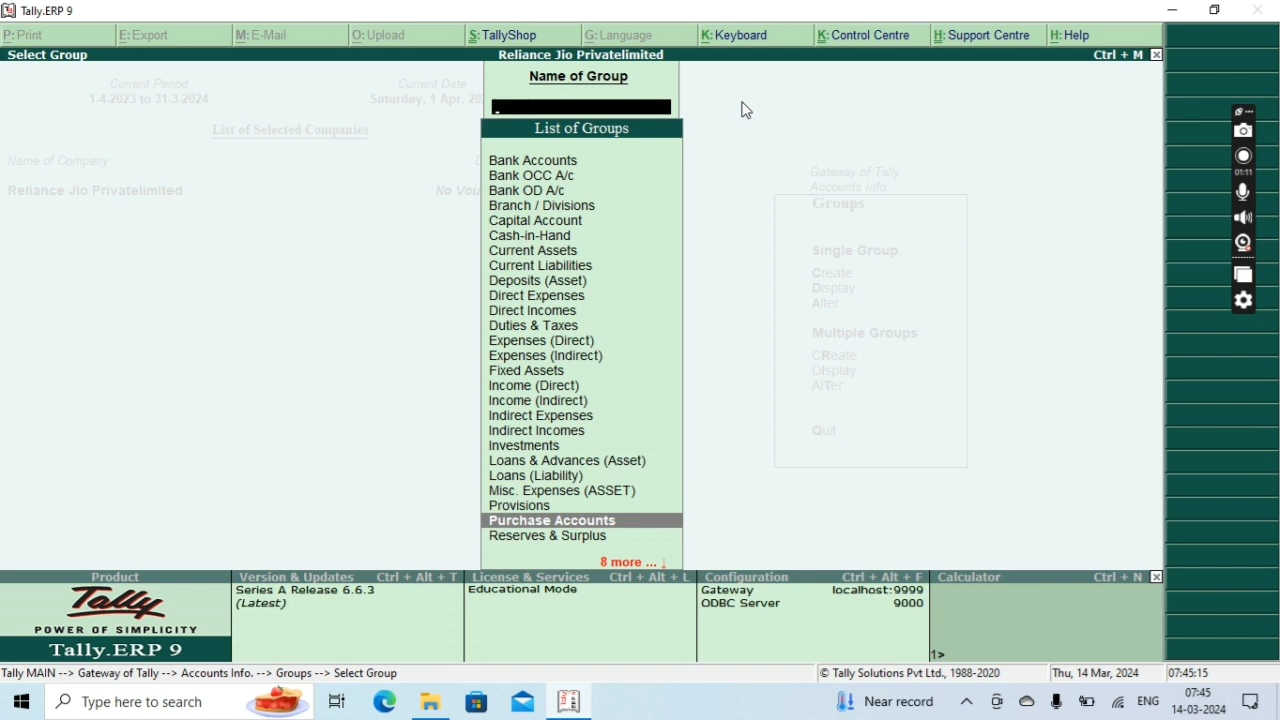 Tally.ERP 9
P: Print E: Export M: E-Mail O: Upload S: TallyShop G: Language K: Keyboard K: Control Centre H: Support Centre H: Help
Select Group Reliance Jio Privatelimited Ctrl + M
Current Period
1-4-2023 to 31-3-2024
Current Date
Saturday, 1 Apr, 20
List of Selected Companies
Name of Company
Reliance Jio Privatelimited No Vou
Name of Group
List of Groups
Bank Accounts
Bank OCC A/c
Bank OD A/c
Branch / Divisions
Capital Account
Cash-in-Hand
Current Assets
Current Liabilities
Deposits (Asset)
Direct Expenses
Direct Incomes
Duties & Taxes
Expenses (Direct)
Expenses (Indirect)
Fixed Assets
Income (Direct)
Income (Indirect)
Indirect Expenses
Indirect Incomes
Investments
Loans & Advances (Asset)
Loans (Liability)
Misc. Expenses (ASSET)
Provisions
Purchase Accounts
Reserves & Surplus
8 more ... ↓
Gateway of Tally
Accounts Info.
Groups
Single Group
Create
Display
Alter
Multiple Groups
CReate
DIsplay
AlTer
Quit
01:11
Product
Tally
POWER OF SIMPLICITY
Tally.ERP 9
Version & Updates Ctrl + Alt + T
Series A Release 6.6.3
(Latest)
License & Services Ctrl + Alt + L
Educational Mode
Configuration Ctrl + Alt + F
Gateway localhost:9999
ODBC Server 9000
Calculator Ctrl + N
1>
Tally MAIN --> Gateway of Tally --> Accounts Info. --> Groups --> Select Group © Tally Solutions Pvt Ltd., 1988-2020 Thu, 14 Mar, 2024 07:45:15
Type here to search Near record ENG
07:45
14-03-2024